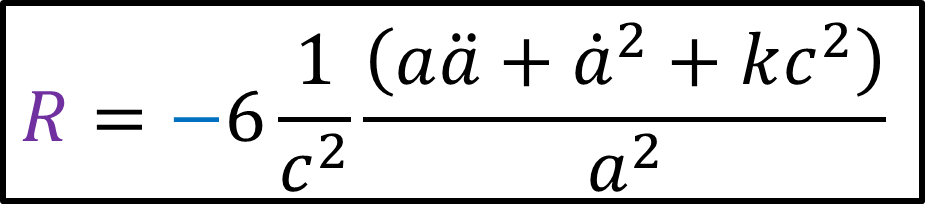 R = −6 1/c² (aä + ȧ² + kc²)/a²